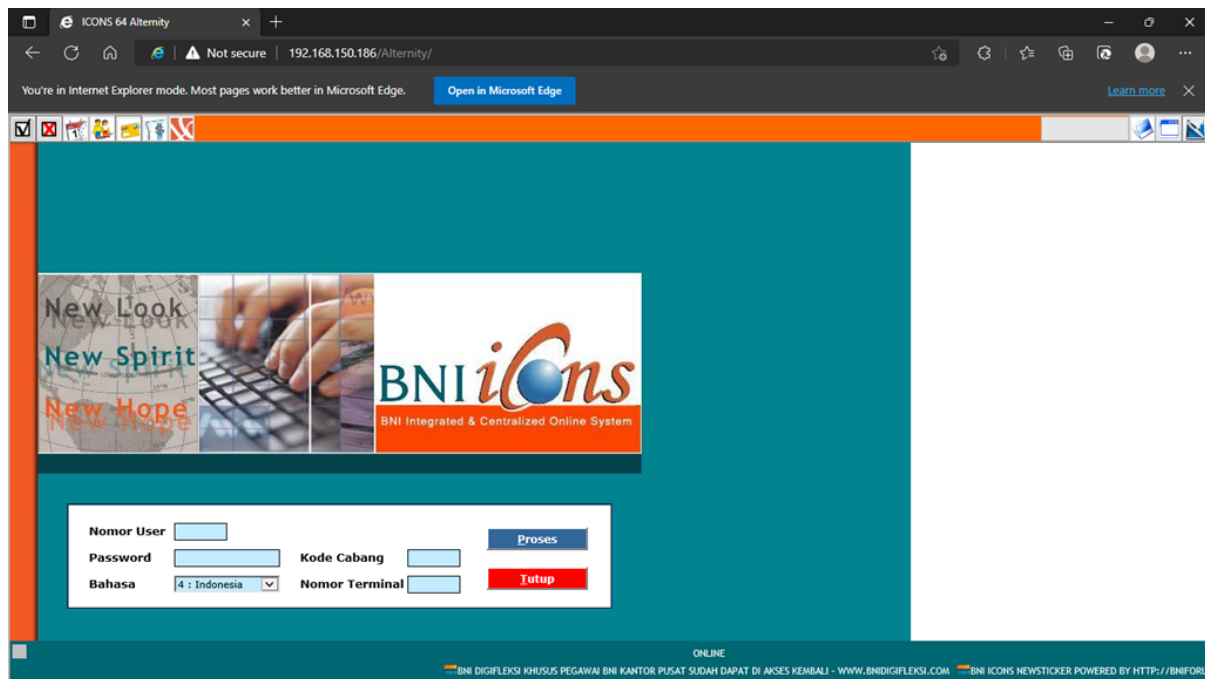 ICONS 64 Alternity
Not secure 192.168.150.186/Alternity/
You're in Internet Explorer mode. Most pages work better in Microsoft Edge. Open in Microsoft Edge Learn more
New Look
New Spirit
New Hope
BNI icons
BNI Integrated & Centralized Online System
Nomor User
Proses
Password Kode Cabang
Bahasa 4 : Indonesia Nomor Terminal
Tutup
ONLINE
BNI DIGIFLEKSI KHUSUS PEGAWAI BNI KANTOR PUSAT SUDAH DAPAT DI AKSES KEMBALI - WWW.BNIDIGIFLEKSI.COM BNI ICONS NEWSTICKER POWERED BY HTTP://BNIFORU